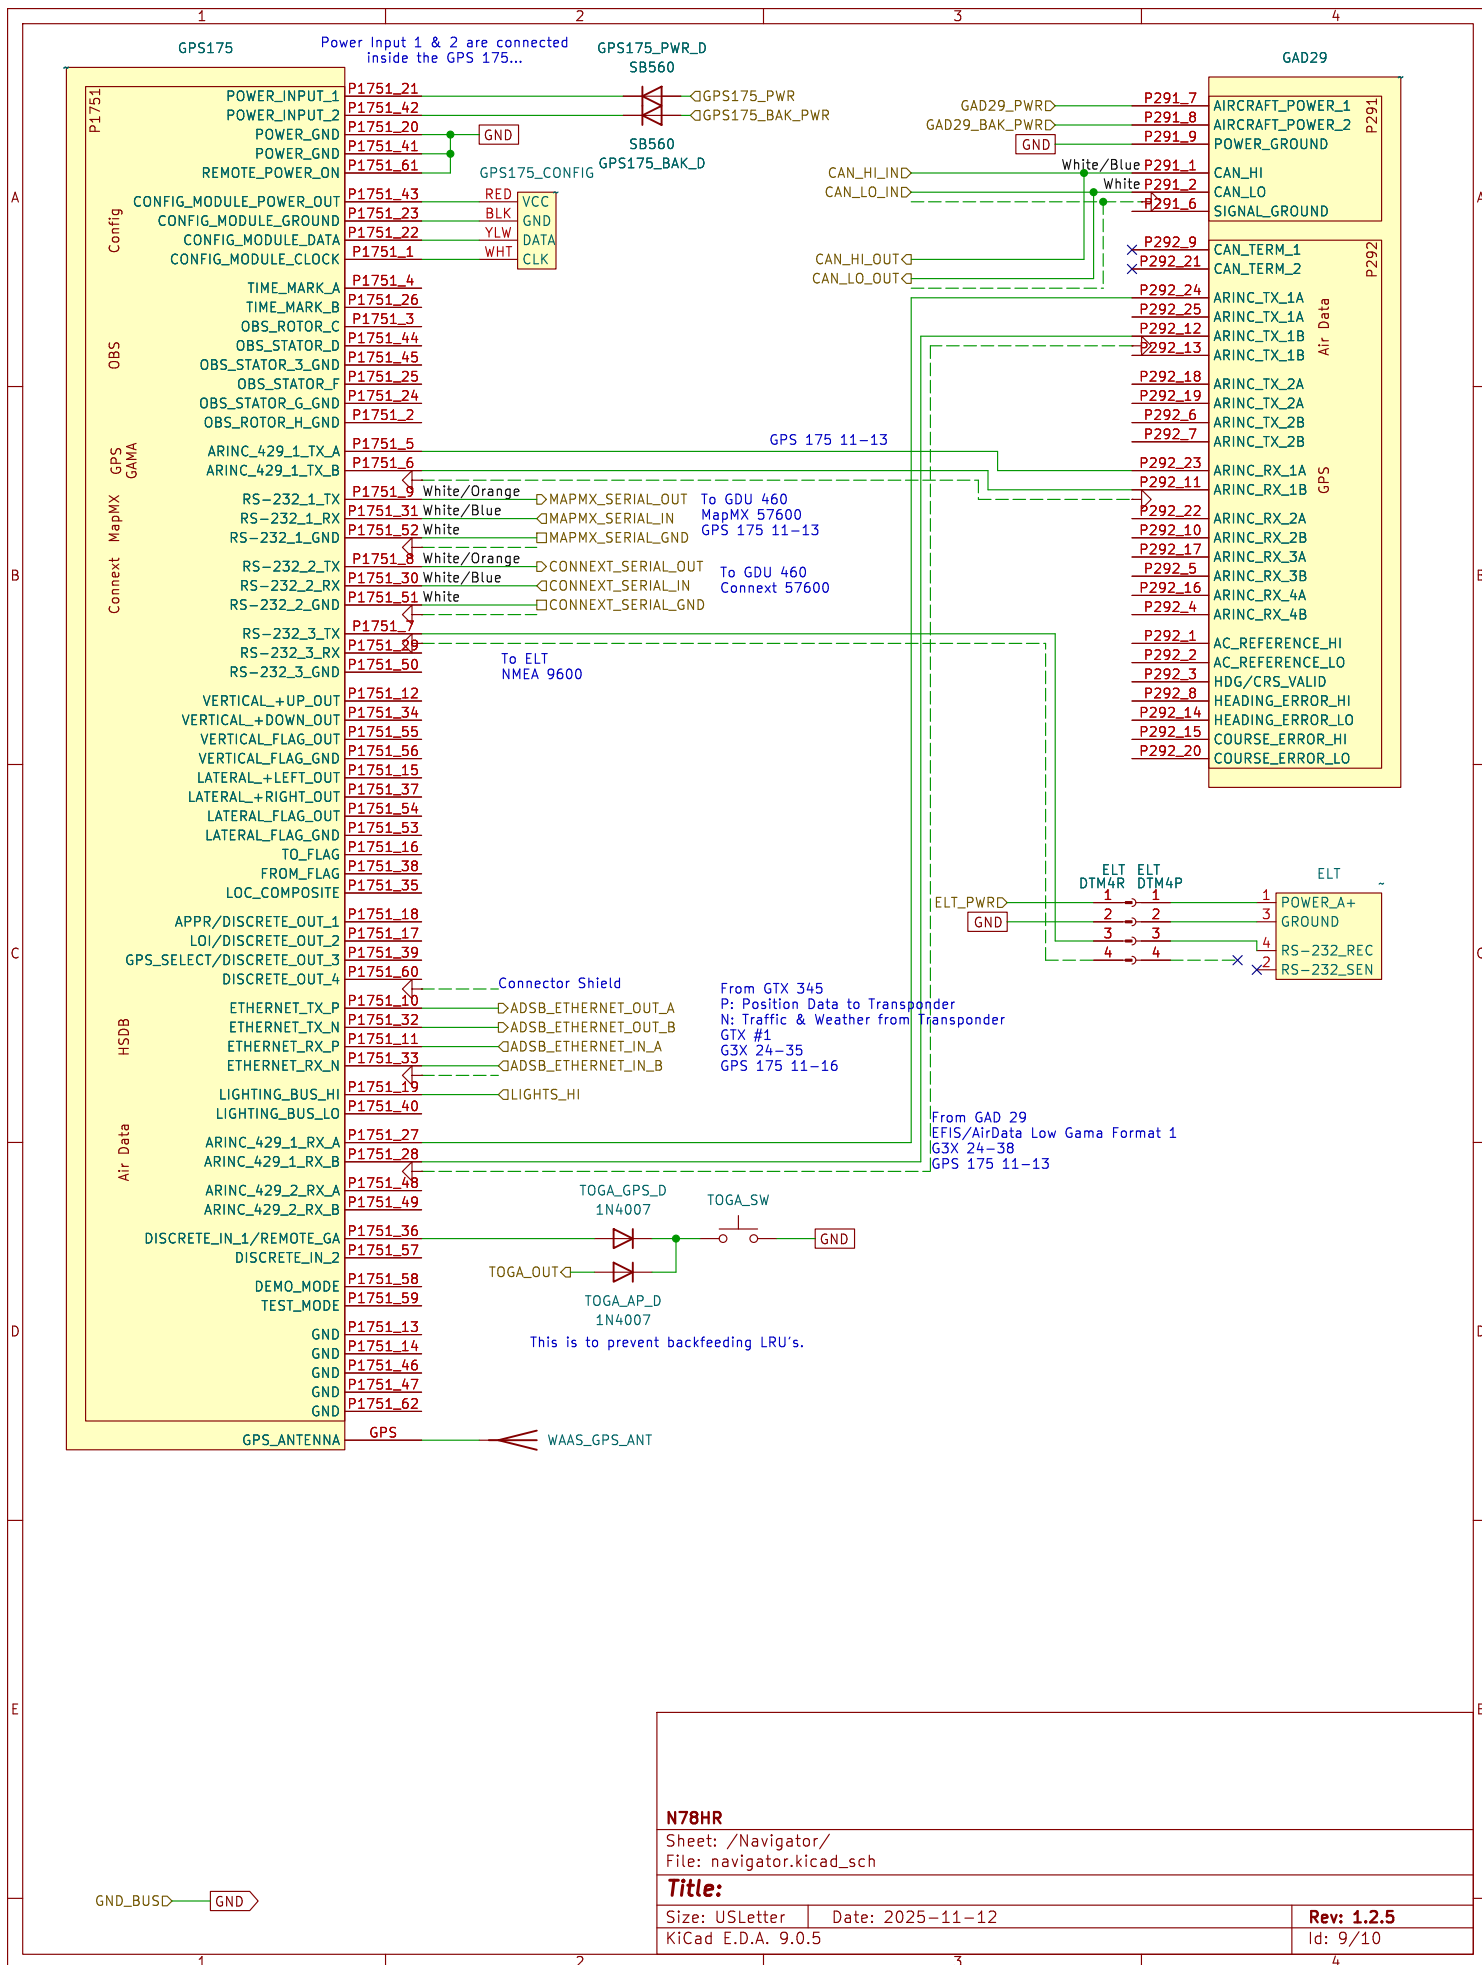 1 2 3 4
GPS175
Power Input 1 & 2 are connected
inside the GPS 175...
P1751
POWER_INPUT_1 P1751_21
POWER_INPUT_2 P1751_42
POWER_GND P1751_20
POWER_GND P1751_41
REMOTE_POWER_ON P1751_61
GPS175_PWR_D
SB560
GPS175_PWR
GPS175_BAK_PWR
SB560
GPS175_BAK_D
GND
Config
CONFIG_MODULE_POWER_OUT P1751_43
CONFIG_MODULE_GROUND P1751_23
CONFIG_MODULE_DATA P1751_22
CONFIG_MODULE_CLOCK P1751_1
GPS175_CONFIG
RED VCC
BLK GND
YLW DATA
WHT CLK
TIME_MARK_A P1751_4
TIME_MARK_B P1751_26
OBS
OBS_ROTOR_C P1751_3
OBS_STATOR_D P1751_44
OBS_STATOR_3_GND P1751_45
OBS_STATOR_F P1751_25
OBS_STATOR_G_GND P1751_24
OBS_ROTOR_H_GND P1751_2
GPS
GAMA
ARINC_429_1_TX_A P1751_5
ARINC_429_1_TX_B P1751_6
GPS 175 11-13
MapMX
RS-232_1_TX P1751_9 White/Orange MAPMX_SERIAL_OUT
RS-232_1_RX P1751_31 White/Blue MAPMX_SERIAL_IN
RS-232_1_GND P1751_52 White MAPMX_SERIAL_GND
To GDU 460
MapMX 57600
GPS 175 11-13
Connext
RS-232_2_TX P1751_8 White/Orange CONNEXT_SERIAL_OUT
RS-232_2_RX P1751_30 White/Blue CONNEXT_SERIAL_IN
RS-232_2_GND P1751_51 White CONNEXT_SERIAL_GND
To GDU 460
Connext 57600
RS-232_3_TX P1751_7
RS-232_3_RX P1751_29
RS-232_3_GND P1751_50
To ELT
NMEA 9600
VERTICAL_+UP_OUT P1751_12
VERTICAL_+DOWN_OUT P1751_34
VERTICAL_FLAG_OUT P1751_55
VERTICAL_FLAG_GND P1751_56
LATERAL_+LEFT_OUT P1751_15
LATERAL_+RIGHT_OUT P1751_37
LATERAL_FLAG_OUT P1751_54
LATERAL_FLAG_GND P1751_53
TO_FLAG P1751_16
FROM_FLAG P1751_38
LOC_COMPOSITE P1751_35
APPR/DISCRETE_OUT_1 P1751_18
LOI/DISCRETE_OUT_2 P1751_17
GPS_SELECT/DISCRETE_OUT_3 P1751_39
DISCRETE_OUT_4 P1751_60
Connector Shield
HSDB
ETHERNET_TX_P P1751_10 ADSB_ETHERNET_OUT_A
ETHERNET_TX_N P1751_32 ADSB_ETHERNET_OUT_B
ETHERNET_RX_P P1751_11 ADSB_ETHERNET_IN_A
ETHERNET_RX_N P1751_33 ADSB_ETHERNET_IN_B
From GTX 345
P: Position Data to Transponder
N: Traffic & Weather from Transponder
GTX #1
G3X 24-35
GPS 175 11-16
LIGHTING_BUS_HI P1751_19 LIGHTS_HI
LIGHTING_BUS_LO P1751_40
Air Data
ARINC_429_1_RX_A P1751_27
ARINC_429_1_RX_B P1751_28
ARINC_429_2_RX_A P1751_48
ARINC_429_2_RX_B P1751_49
From GAD 29
EFIS/AirData Low Gama Format 1
G3X 24-38
GPS 175 11-13
DISCRETE_IN_1/REMOTE_GA P1751_36
DISCRETE_IN_2 P1751_57
TOGA_GPS_D
1N4007
TOGA_SW
GND
TOGA_OUT
TOGA_AP_D
1N4007
This is to prevent backfeeding LRU's.
DEMO_MODE P1751_58
TEST_MODE P1751_59
GND P1751_13
GND P1751_14
GND P1751_46
GND P1751_47
GND P1751_62
GPS_ANTENNA GPS WAAS_GPS_ANT
GAD29
P291
GAD29_PWR P291_7 AIRCRAFT_POWER_1
GAD29_BAK_PWR P291_8 AIRCRAFT_POWER_2
GND P291_9 POWER_GROUND
CAN_HI_IN White/Blue P291_1 CAN_HI
CAN_LO_IN White P291_2 CAN_LO
P291_6 SIGNAL_GROUND
CAN_HI_OUT
CAN_LO_OUT
P292
P292_9 CAN_TERM_1
P292_21 CAN_TERM_2
Air Data
P292_24 ARINC_TX_1A
P292_25 ARINC_TX_1A
P292_12 ARINC_TX_1B
P292_13 ARINC_TX_1B
P292_18 ARINC_TX_2A
P292_19 ARINC_TX_2A
P292_6 ARINC_TX_2B
P292_7 ARINC_TX_2B
GPS
P292_23 ARINC_RX_1A
P292_11 ARINC_RX_1B
P292_22 ARINC_RX_2A
P292_10 ARINC_RX_2B
P292_17 ARINC_RX_3A
P292_5 ARINC_RX_3B
P292_16 ARINC_RX_4A
P292_4 ARINC_RX_4B
P292_1 AC_REFERENCE_HI
P292_2 AC_REFERENCE_LO
P292_3 HDG/CRS_VALID
P292_8 HEADING_ERROR_HI
P292_14 HEADING_ERROR_LO
P292_15 COURSE_ERROR_HI
P292_20 COURSE_ERROR_LO
ELT ELT
DTM4R DTM4P
ELT
~
ELT_PWR 1 1 1 POWER_A+
GND 2 2 3 GROUND
3 3 4 RS-232_REC
4 4 2 RS-232_SEN
A A
B B
C C
D D
E E
GND_BUS GND
N78HR
Sheet: /Navigator/
File: navigator.kicad_sch
Title:
Size: USLetter Date: 2025-11-12 Rev: 1.2.5
KiCad E.D.A. 9.0.5 Id: 9/10
1 2 3 4